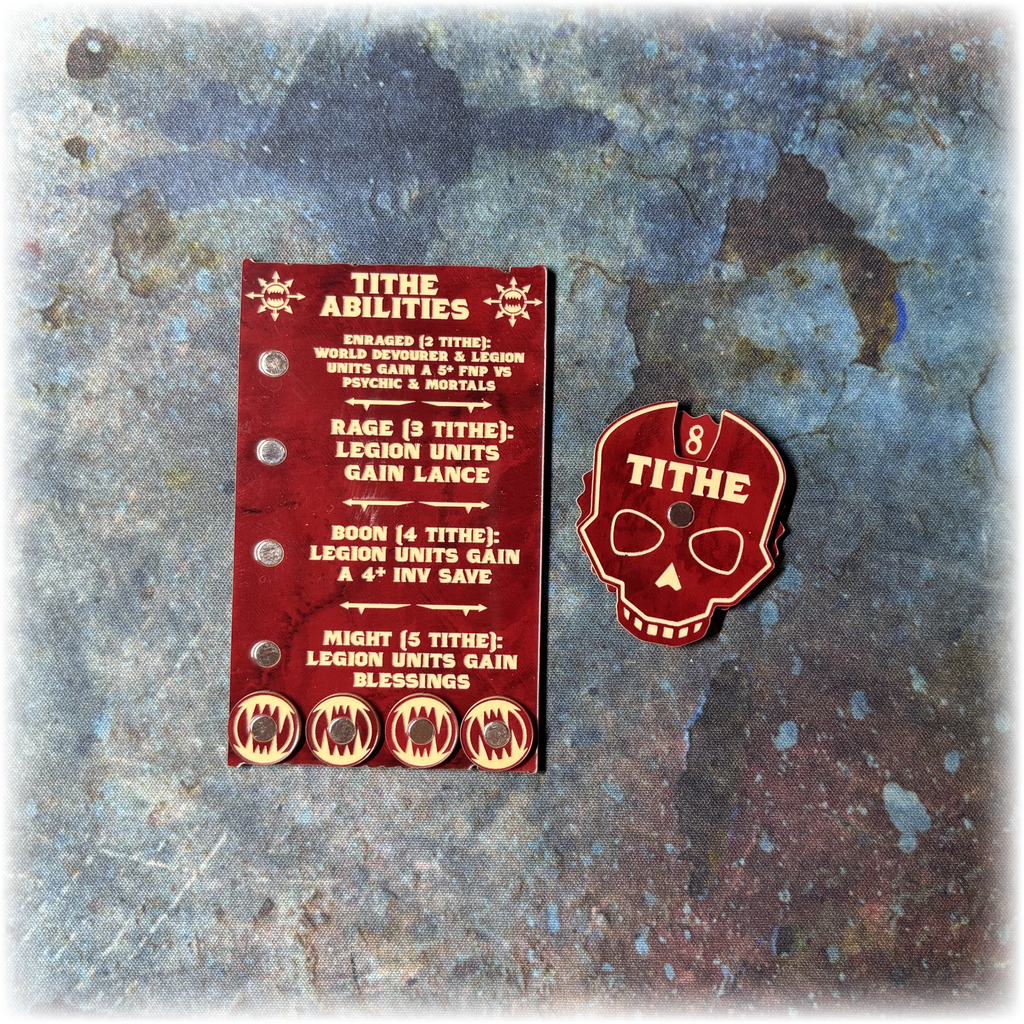 TITHE
ABILITIES
ENRAGED (2 TITHE):
WORLD DEVOURER & LEGION
UNITS GAIN A 5+ FNP VS
PSYCHIC & MORTALS
RAGE (3 TITHE):
LEGION UNITS
GAIN LANCE
BOON (4 TITHE):
LEGION UNITS GAIN
A 4+ INV SAVE
MIGHT (5 TITHE):
LEGION UNITS GAIN
BLESSINGS
8
TITHE